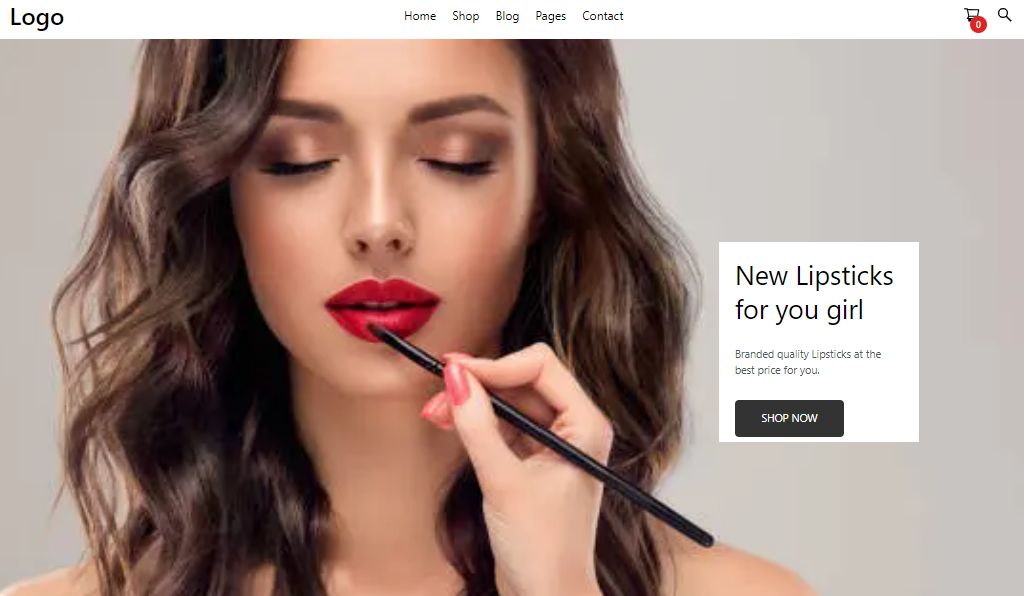 Logo
Home Shop Blog Pages Contact
0
New Lipsticks
for you girl
Branded quality Lipsticks at the
best price for you.
SHOP NOW